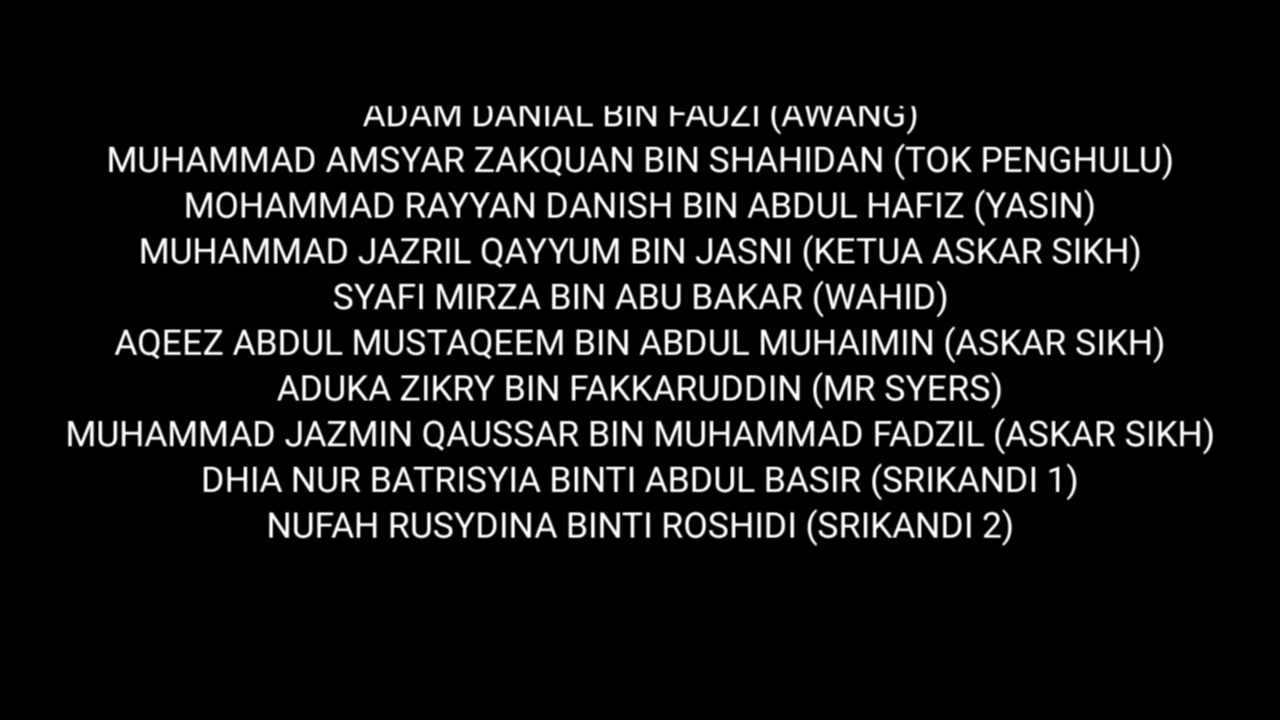 ADAM DANIAL BIN FAUZI (AWANG)
MUHAMMAD AMSYAR ZAKQUAN BIN SHAHIDAN (TOK PENGHULU)
MOHAMMAD RAYYAN DANISH BIN ABDUL HAFIZ (YASIN)
MUHAMMAD JAZRIL QAYYUM BIN JASNI (KETUA ASKAR SIKH)
SYAFI MIRZA BIN ABU BAKAR (WAHID)
AQEEZ ABDUL MUSTAQEEM BIN ABDUL MUHAIMIN (ASKAR SIKH)
ADUKA ZIKRY BIN FAKKARUDDIN (MR SYERS)
MUHAMMAD JAZMIN QAUSSAR BIN MUHAMMAD FADZIL (ASKAR SIKH)
DHIA NUR BATRISYIA BINTI ABDUL BASIR (SRIKANDI 1)
NUFAH RUSYDINA BINTI ROSHIDI (SRIKANDI 2)